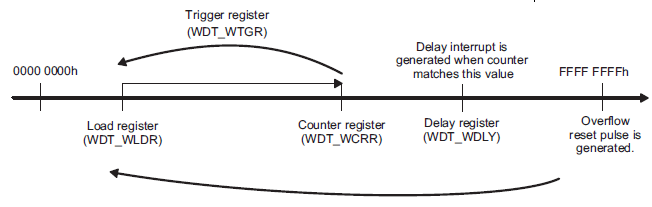 Trigger register
(WDT_WTGR)
Delay interrupt is
generated when counter
matches this value
0000 0000h
FFFF FFFFh
Load register
(WDT_WLDR)
Counter register
(WDT_WCRR)
Delay register
(WDT_WDLY)
Overflow
reset pulse is
generated.